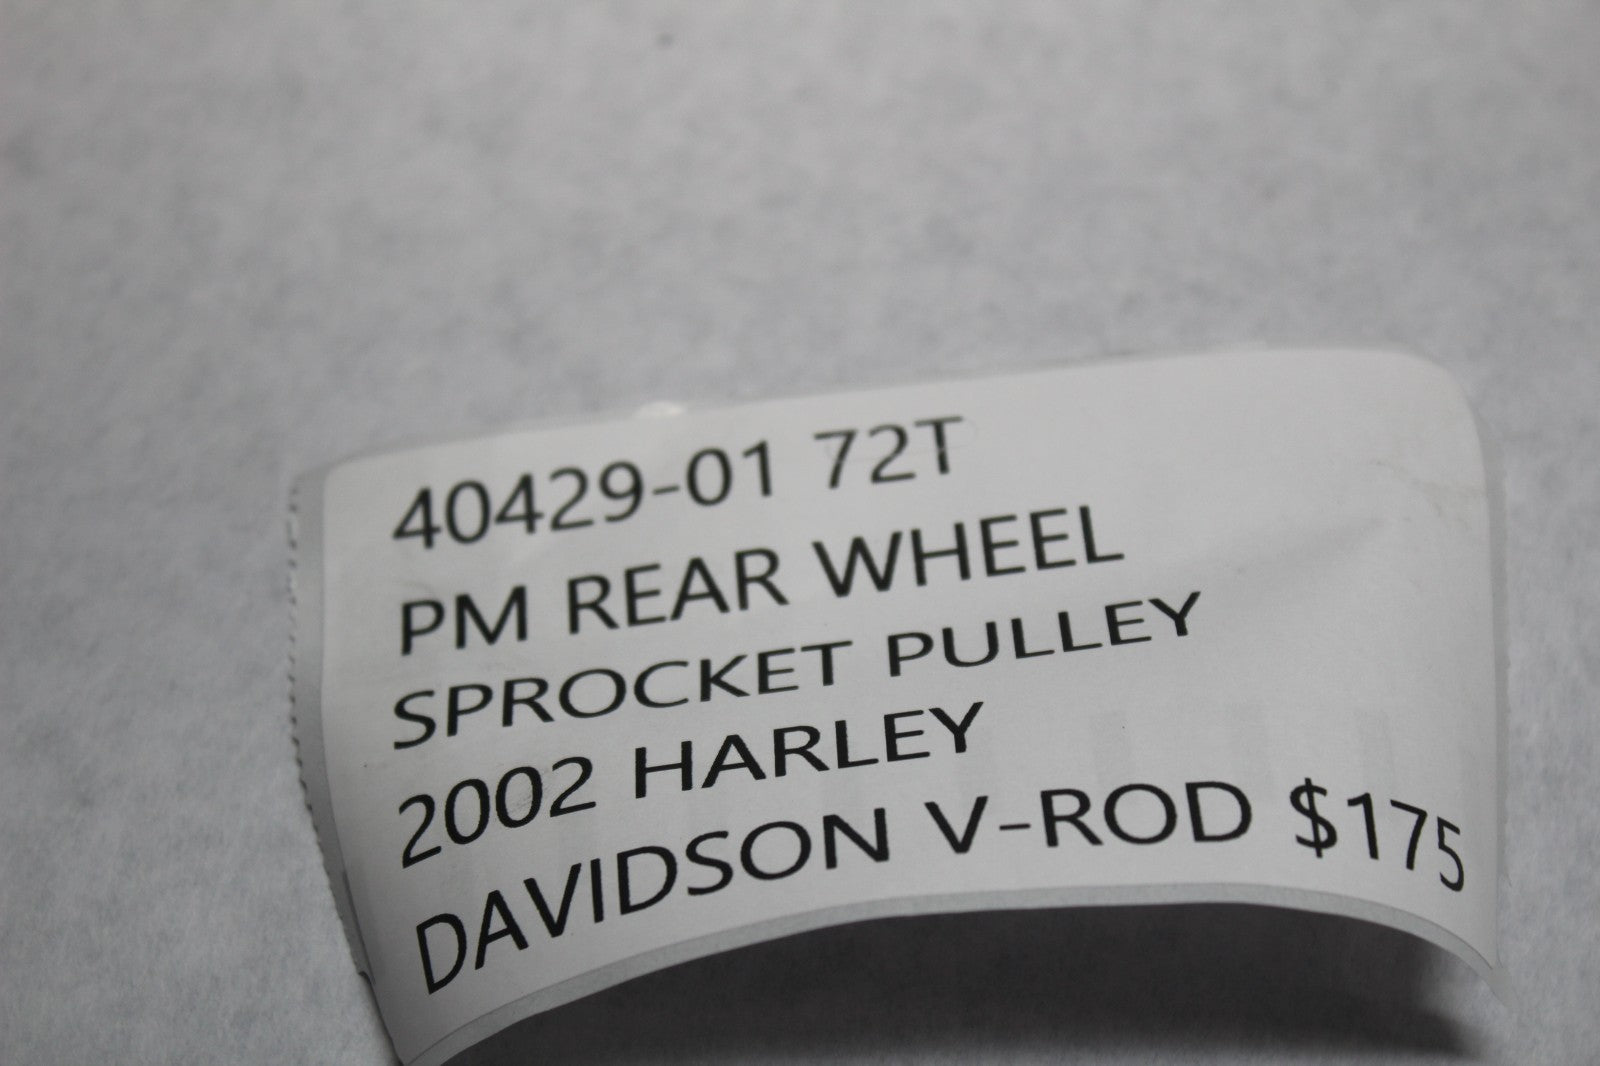 40429-01 72T
PM REAR WHEEL
SPROCKET PULLEY
2002 HARLEY
DAVIDSON V-ROD $175